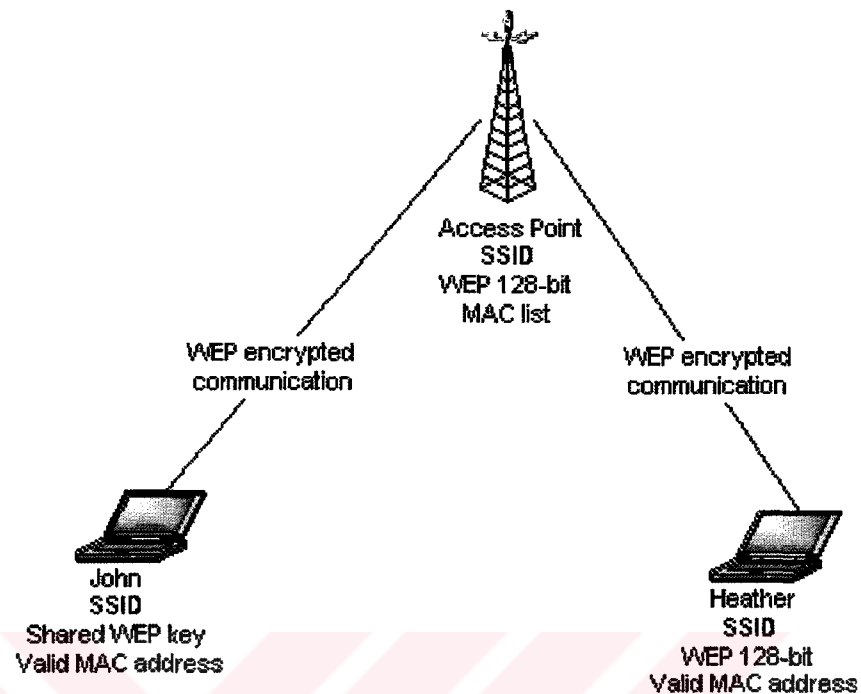 Access Point
SSID
WEP 128-bit
MAC list
WEP encrypted
communication
WEP encrypted
communication
John
SSID
Shared WEP key
Valid MAC address
Heather
SSID
WEP 128-bit
Valid MAC address